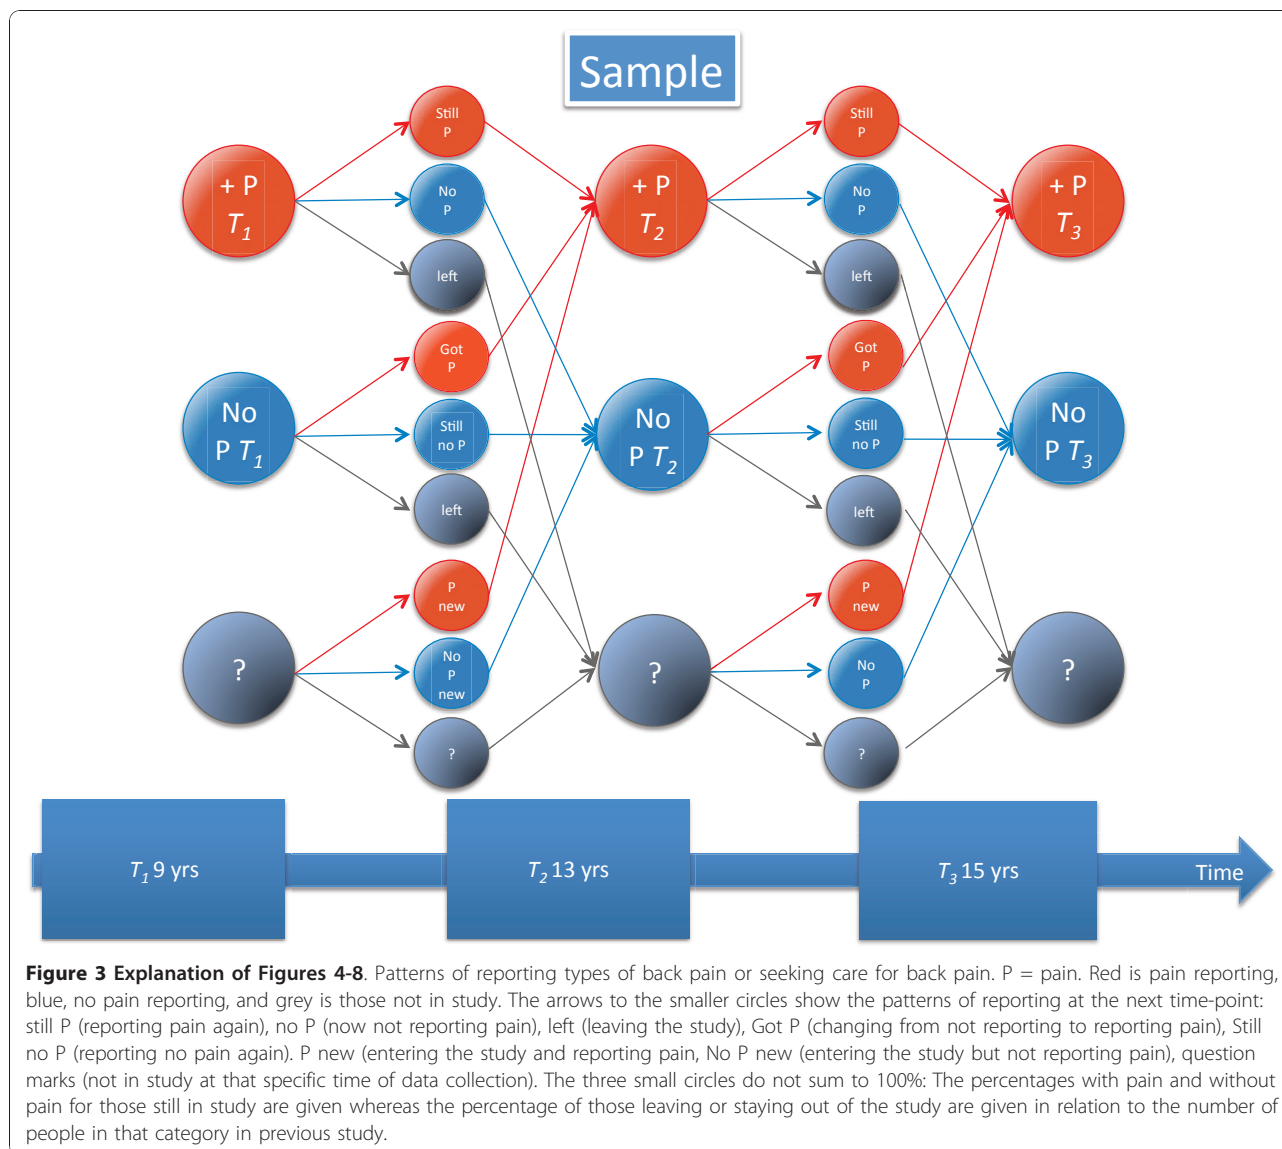 Sample
Still
P
Still
P
+ P
T1
No
P
+ P
T2
No
P
+ P
T3
left
left
Got
P
Got
P
No
P T1
Still
no P
No
P T2
Still
no P
No
P T3
left
left
P
new
P
new
?
No
P
new
?
No
P
?
?
?
T1 9 yrs
T2 13 yrs
T3 15 yrs
Time
Figure 3 Explanation of Figures 4-8. Patterns of reporting types of back pain or seeking care for back pain. P = pain. Red is pain reporting,
blue, no pain reporting, and grey is those not in study. The arrows to the smaller circles show the patterns of reporting at the next time-point:
still P (reporting pain again), no P (now not reporting pain), left (leaving the study), Got P (changing from not reporting to reporting pain), Still
no P (reporting no pain again). P new (entering the study and reporting pain, No P new (entering the study but not reporting pain), question
marks (not in study at that specific time of data collection). The three small circles do not sum to 100%: The percentages with pain and without
pain for those still in study are given whereas the percentage of those leaving or staying out of the study are given in relation to the number of
people in that category in previous study.